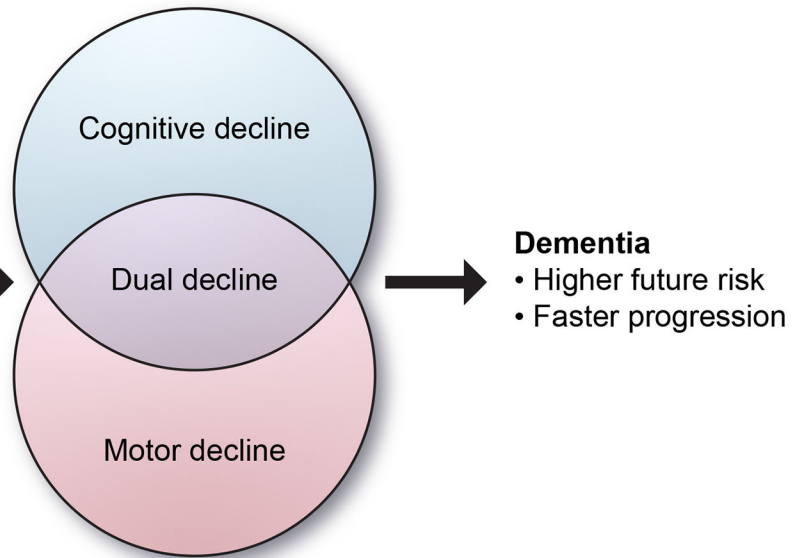 Cognitive decline
Dual decline
Motor decline
Dementia
• Higher future risk
• Faster progression